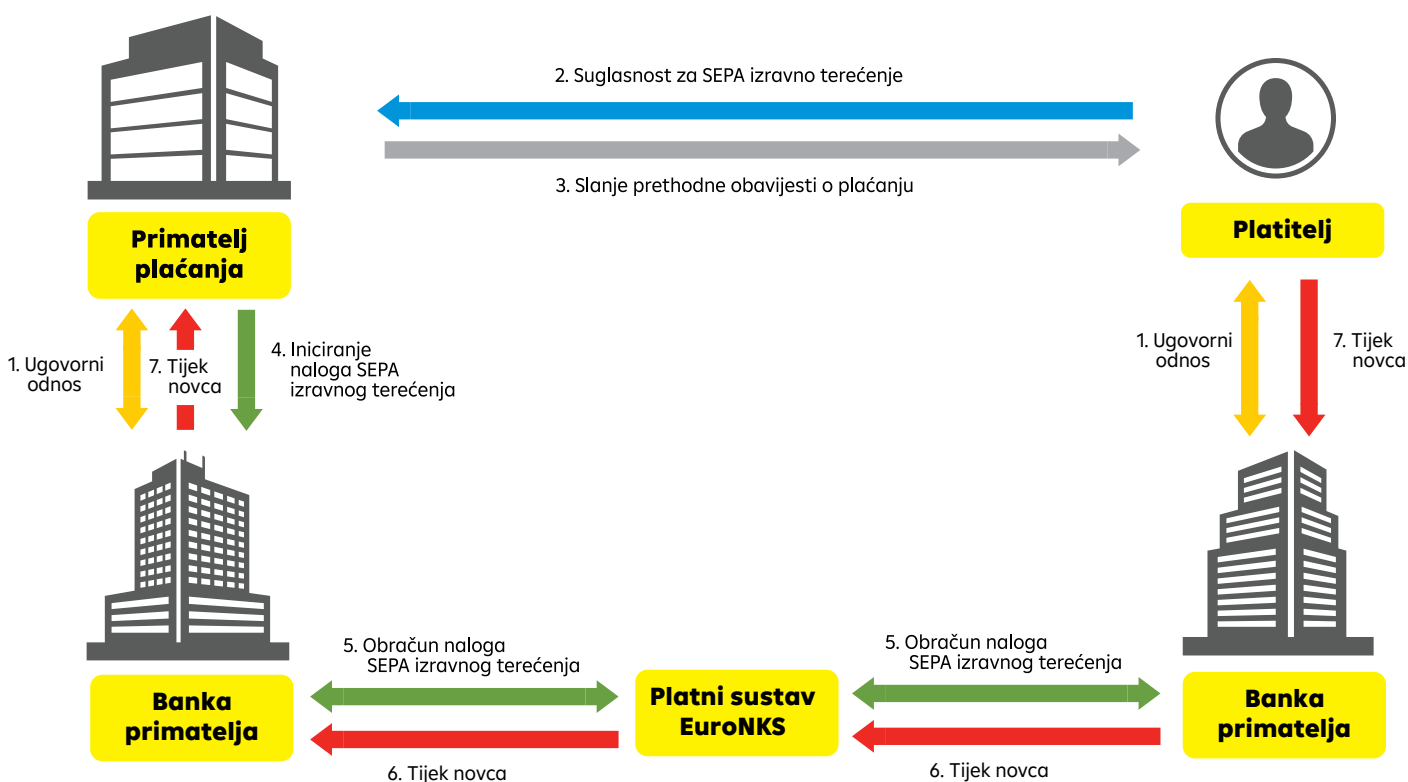 2. Suglasnost za SEPA izravno terećenje
3. Slanje prethodne obavijesti o plaćanju
Primatelj
plaćanja
Platitelj
1. Ugovorni
odnos
7. Tijek
novca
4. Iniciranje
naloga SEPA
izravnog terećenja
1. Ugovorni
odnos
7. Tijek
novca
5. Obračun naloga
SEPA izravnog terećenja
5. Obračun naloga
SEPA izravnog terećenja
Banka
primatelja
Platni sustav
EuroNKS
Banka
primatelja
6. Tijek novca
6. Tijek novca